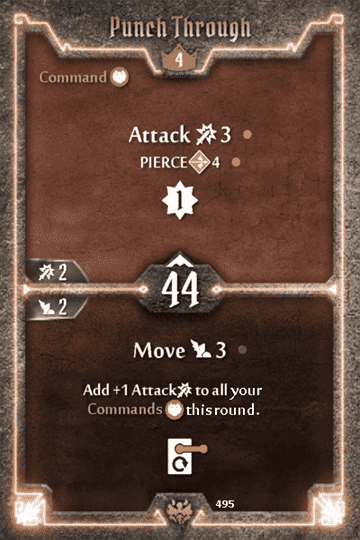 Punch Through
4
Command
Attack 3
PIERCE 4
1
2
44
2
Move 3
Add +1 Attack to all your
Commands this round.
495